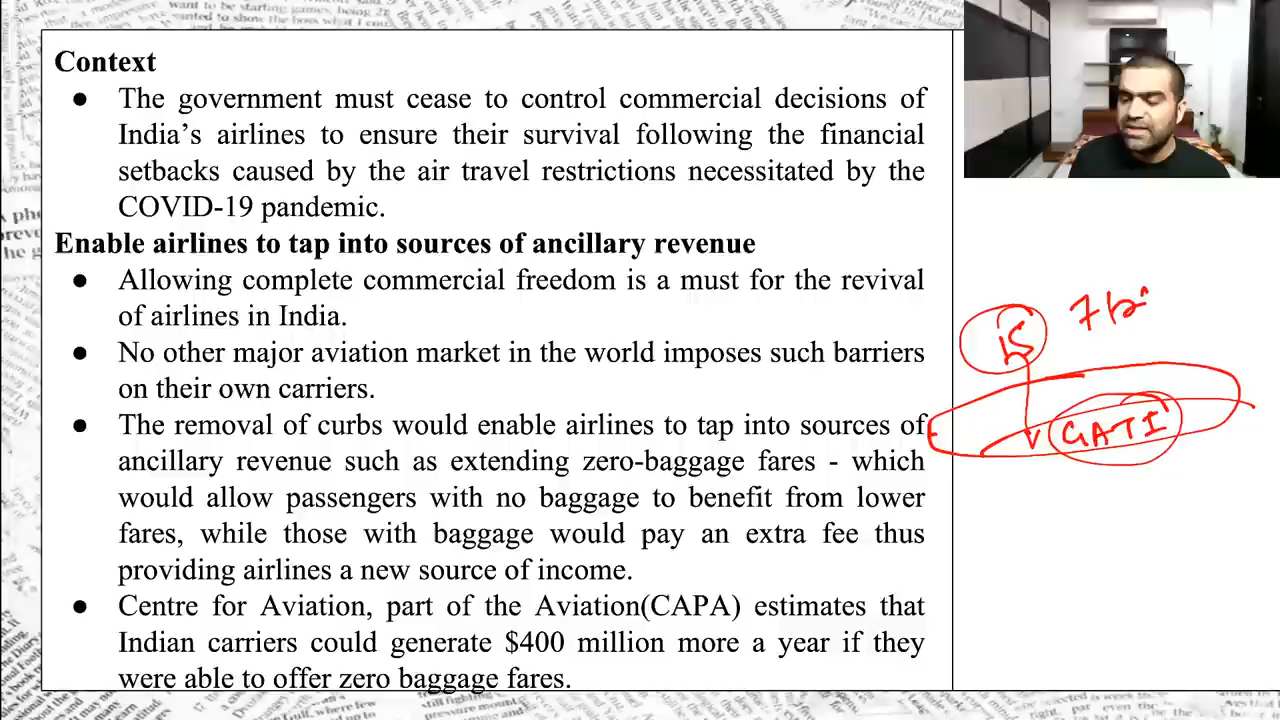 Context
● The government must cease to control commercial decisions of
India's airlines to ensure their survival following the financial
setbacks caused by the air travel restrictions necessitated by the
COVID-19 pandemic.
Enable airlines to tap into sources of ancillary revenue
● Allowing complete commercial freedom is a must for the revival
of airlines in India.
● No other major aviation market in the world imposes such barriers
on their own carriers.
● The removal of curbs would enable airlines to tap into sources of
ancillary revenue such as extending zero-baggage fares - which
would allow passengers with no baggage to benefit from lower
fares, while those with baggage would pay an extra fee thus
providing airlines a new source of income.
● Centre for Aviation, part of the Aviation(CAPA) estimates that
Indian carriers could generate $400 million more a year if they
were able to offer zero baggage fares.
GATI